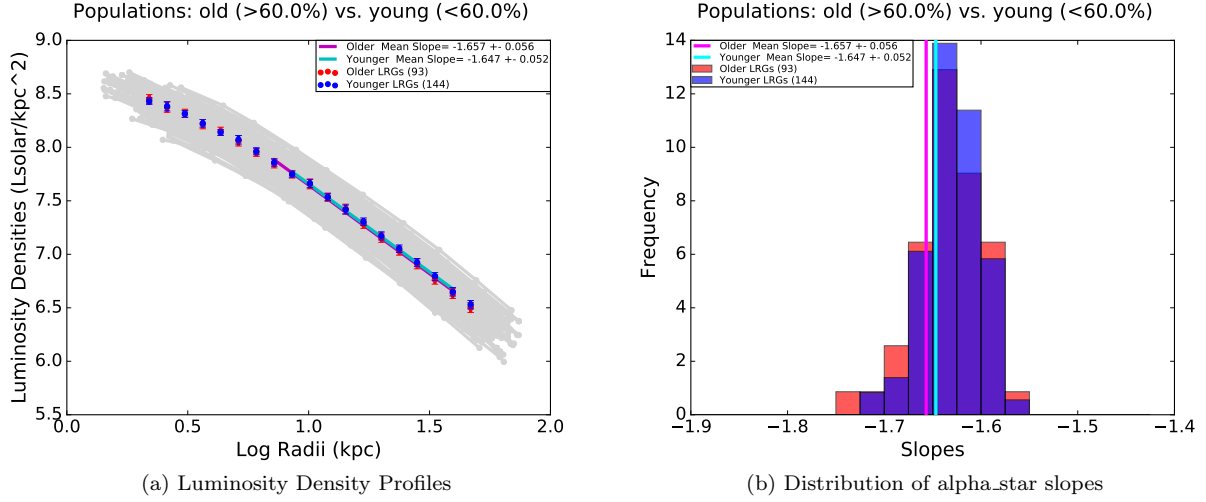 Populations: old (>60.0%) vs. young (<60.0%)
Older Mean Slope= -1.657 +- 0.056
Younger Mean Slope= -1.647 +- 0.052
Older LRGs (93)
Younger LRGs (144)
Luminosity Densities (Lsolar/kpc^2)
9.0
8.5
8.0
7.5
7.0
6.5
6.0
5.5
0.0 0.5 1.0 1.5 2.0
Log Radii (kpc)
(a) Luminosity Density Profiles
Populations: old (>60.0%) vs. young (<60.0%)
Older Mean Slope= -1.657 +- 0.056
Younger Mean Slope= -1.647 +- 0.052
Older LRGs (93)
Younger LRGs (144)
Frequency
14
12
10
8
6
4
2
0
−1.9 −1.8 −1.7 −1.6 −1.5 −1.4
Slopes
(b) Distribution of alpha_star slopes